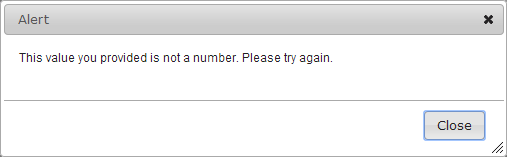 Alert
This value you provided is not a number. Please try again.
Close